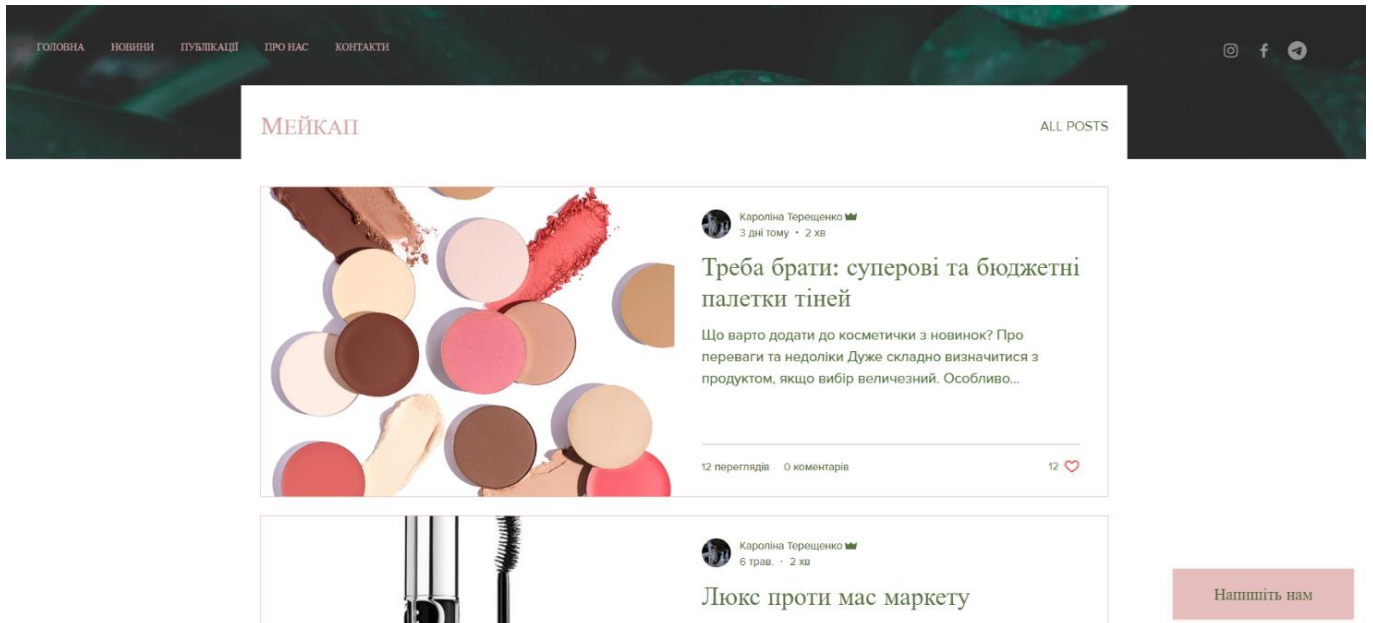 ГОЛОВНА НОВИНИ ПУБЛІКАЦІЇ ПРО НАС КОНТАКТИ
МЕЙКАП
ALL POSTS
Кароліна Терещенко
3 дні тому · 2 хв
Треба брати: суперові та бюджетні
палетки тіней
Що варто додати до косметички з новинок? Про
переваги та недоліки Дуже складно визначитися з
продуктом, якщо вибір величезний. Особливо...
12 переглядів 0 коментарів 12
Кароліна Терещенко
6 трав. · 2 хв
Люкс проти мас маркету
Напишіть нам